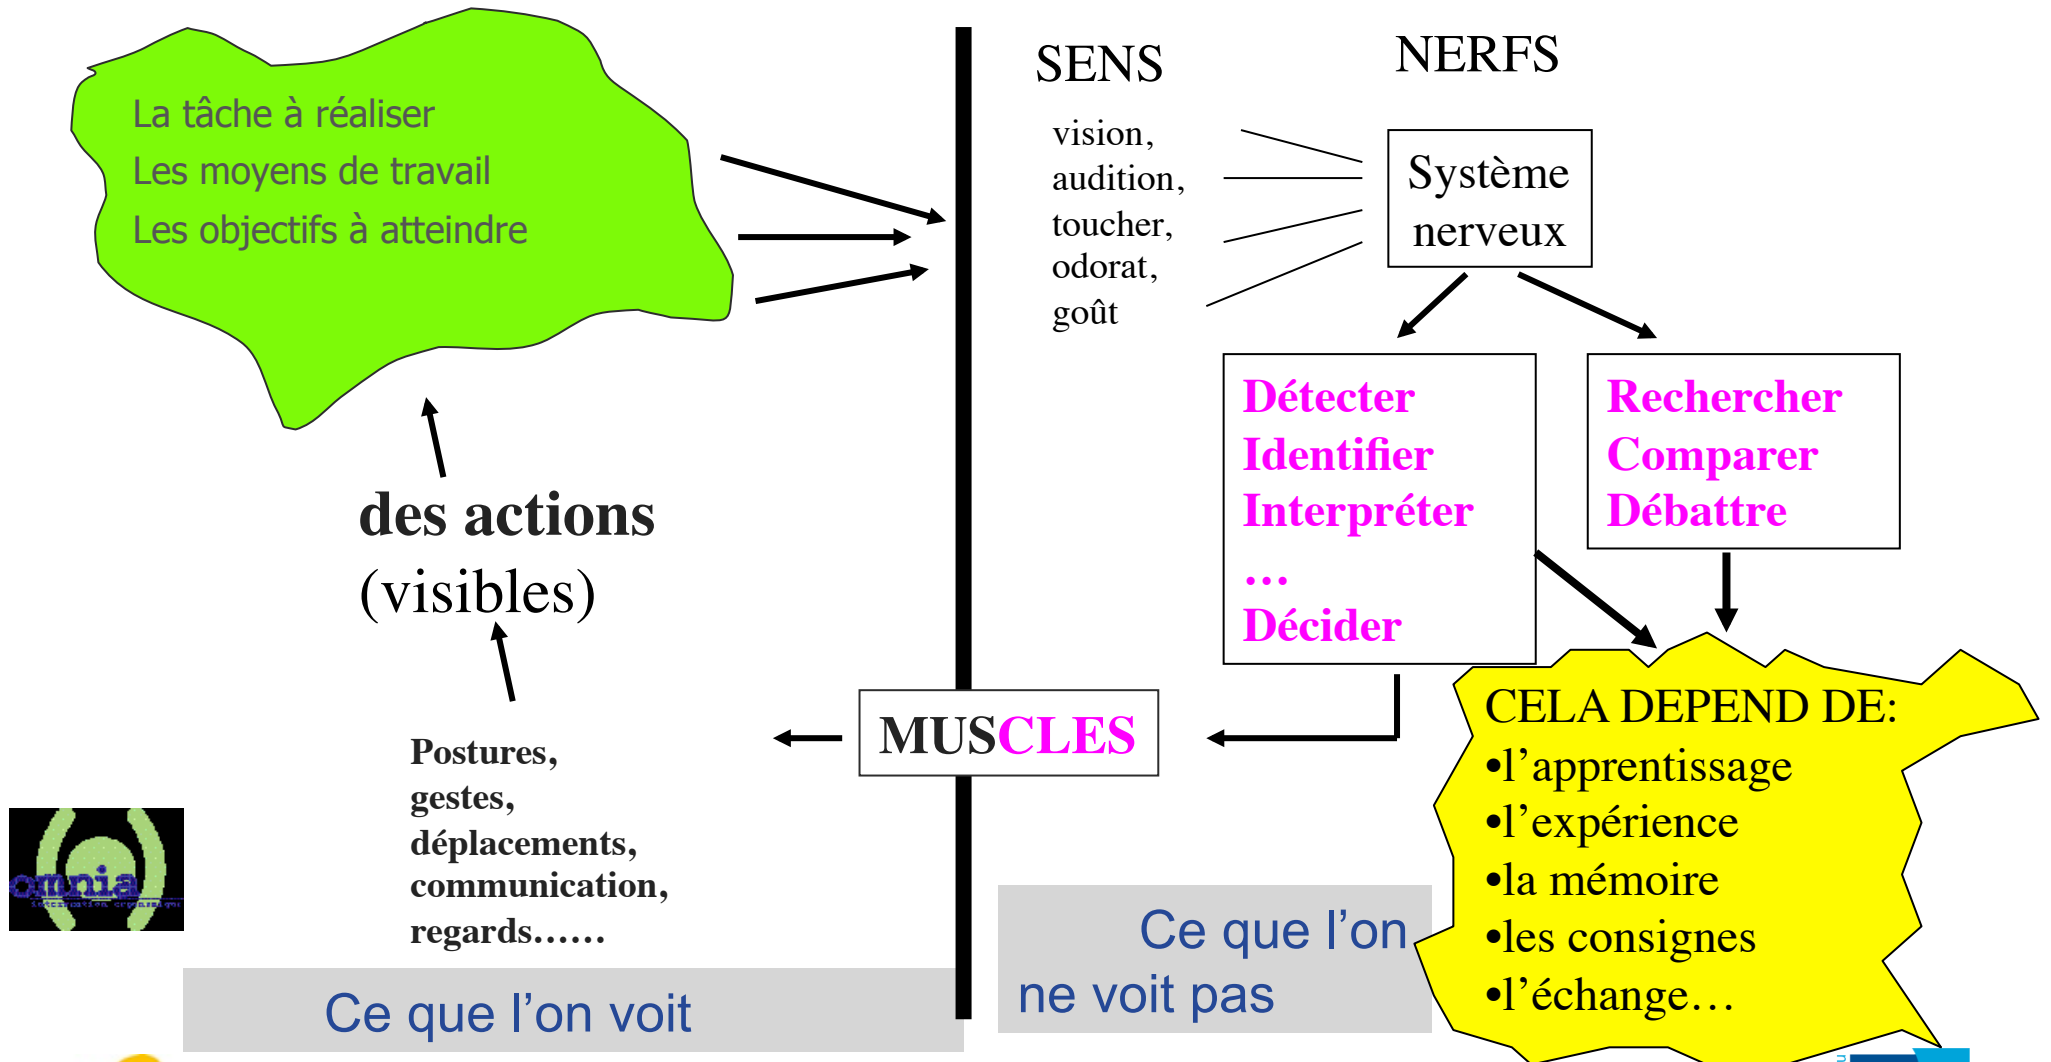 La tâche à réaliser
Les moyens de travail
Les objectifs à atteindre
SENS
vision,
audition,
toucher,
odorat,
goût
NERFS
Système
nerveux
Détecter
Identifier
Interpréter
…
Décider
Rechercher
Comparer
Débattre
des actions
(visibles)
MUSCLES
Postures,
gestes,
déplacements,
communication,
regards……
CELA DEPEND DE:
•l’apprentissage
•l’expérience
•la mémoire
•les consignes
•l’échange…
omnia
Ce que l’on voit
Ce que l’on
ne voit pas